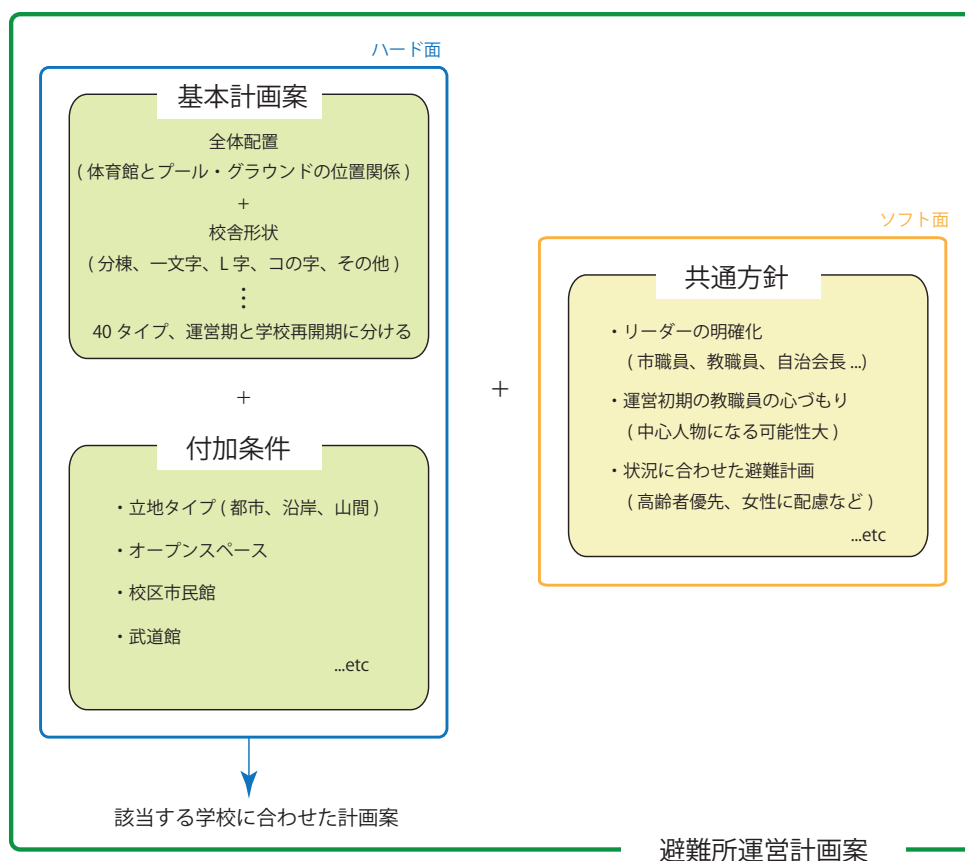 ハード面
基本計画案
全体配置
( 体育館とプール・グラウンドの位置関係 )
+
校舎形状
( 分棟、一文字、L 字、コの字、その他 )
⋮
40 タイプ、運営期と学校再開期に分ける
+
付加条件
・立地タイプ ( 都市、沿岸、山間 )
・オープンスペース
・校区市民館
・武道館
...etc
該当する学校に合わせた計画案
+
ソフト面
共通方針
・リーダーの明確化
( 市職員、教職員、自治会長 ...)
・運営初期の教職員の心づもり
( 中心人物になる可能性大 )
・状況に合わせた避難計画
( 高齢者優先、女性に配慮など )
...etc
避難所運営計画案